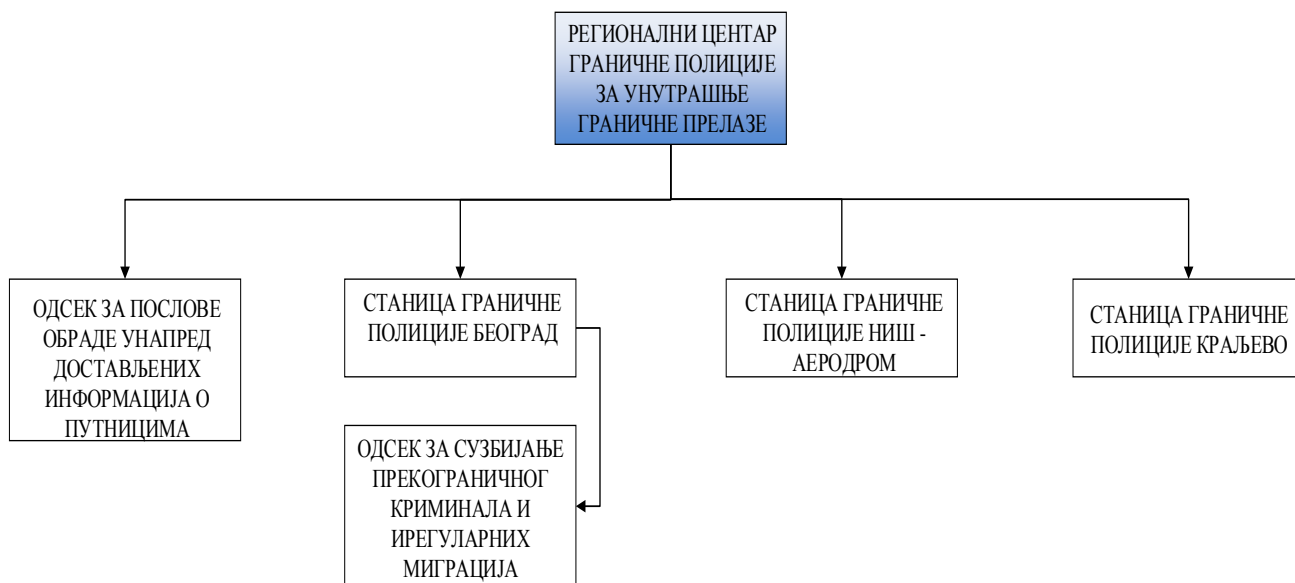 РЕГИОНАЛНИ ЦЕНТАР
ГРАНИЧНЕ ПОЛИЦИЈЕ
ЗА УНУТРАШЊЕ
ГРАНИЧНЕ ПРЕЛАЗЕ
ОДСЕК ЗА ПОСЛОВЕ
ОБРАДЕ УНАПРЕД
ДОСТАВЉЕНИХ
ИНФОРМАЦИЈА О
ПУТНИЦИМА
СТАНИЦА ГРАНИЧНЕ
ПОЛИЦИЈЕ БЕОГРАД
СТАНИЦА ГРАНИЧНЕ
ПОЛИЦИЈЕ НИШ -
АЕРОДРОМ
СТАНИЦА ГРАНИЧНЕ
ПОЛИЦИЈЕ КРАЉЕВО
ОДСЕК ЗА СУЗБИЈАЊЕ
ПРЕКОГРАНИЧНОГ
КРИМИНАЛА И
ИРЕГУЛАРНИХ
МИГРАЦИЈА